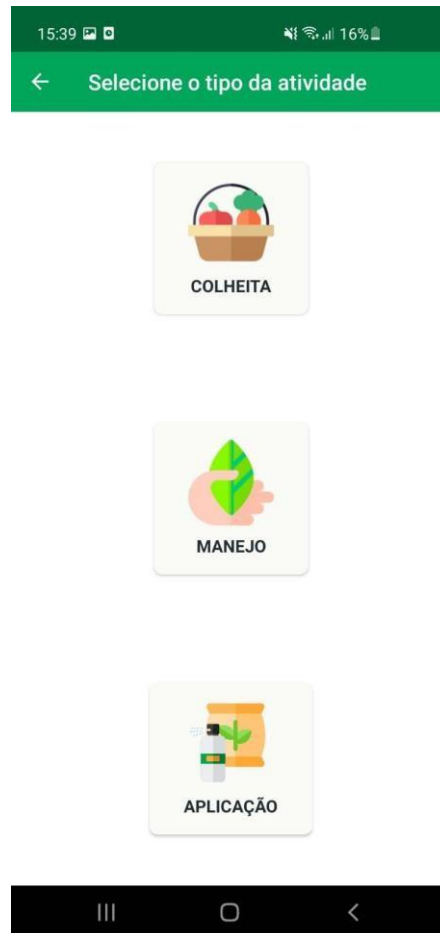 15:39 16%
Selecione o tipo da atividade
COLHEITA
MANEJO
APLICAÇÃO